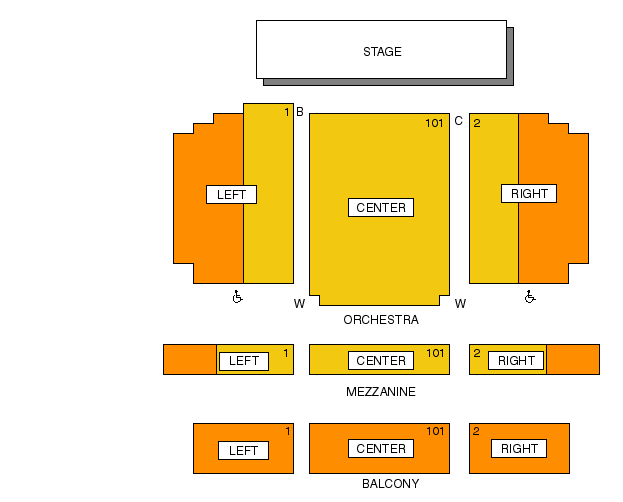 STAGE
1 B
101 C 2
LEFT
CENTER
RIGHT
W W
ORCHESTRA
LEFT 1
CENTER 101
2 RIGHT
MEZZANINE
1 101 2
LEFT CENTER RIGHT
BALCONY